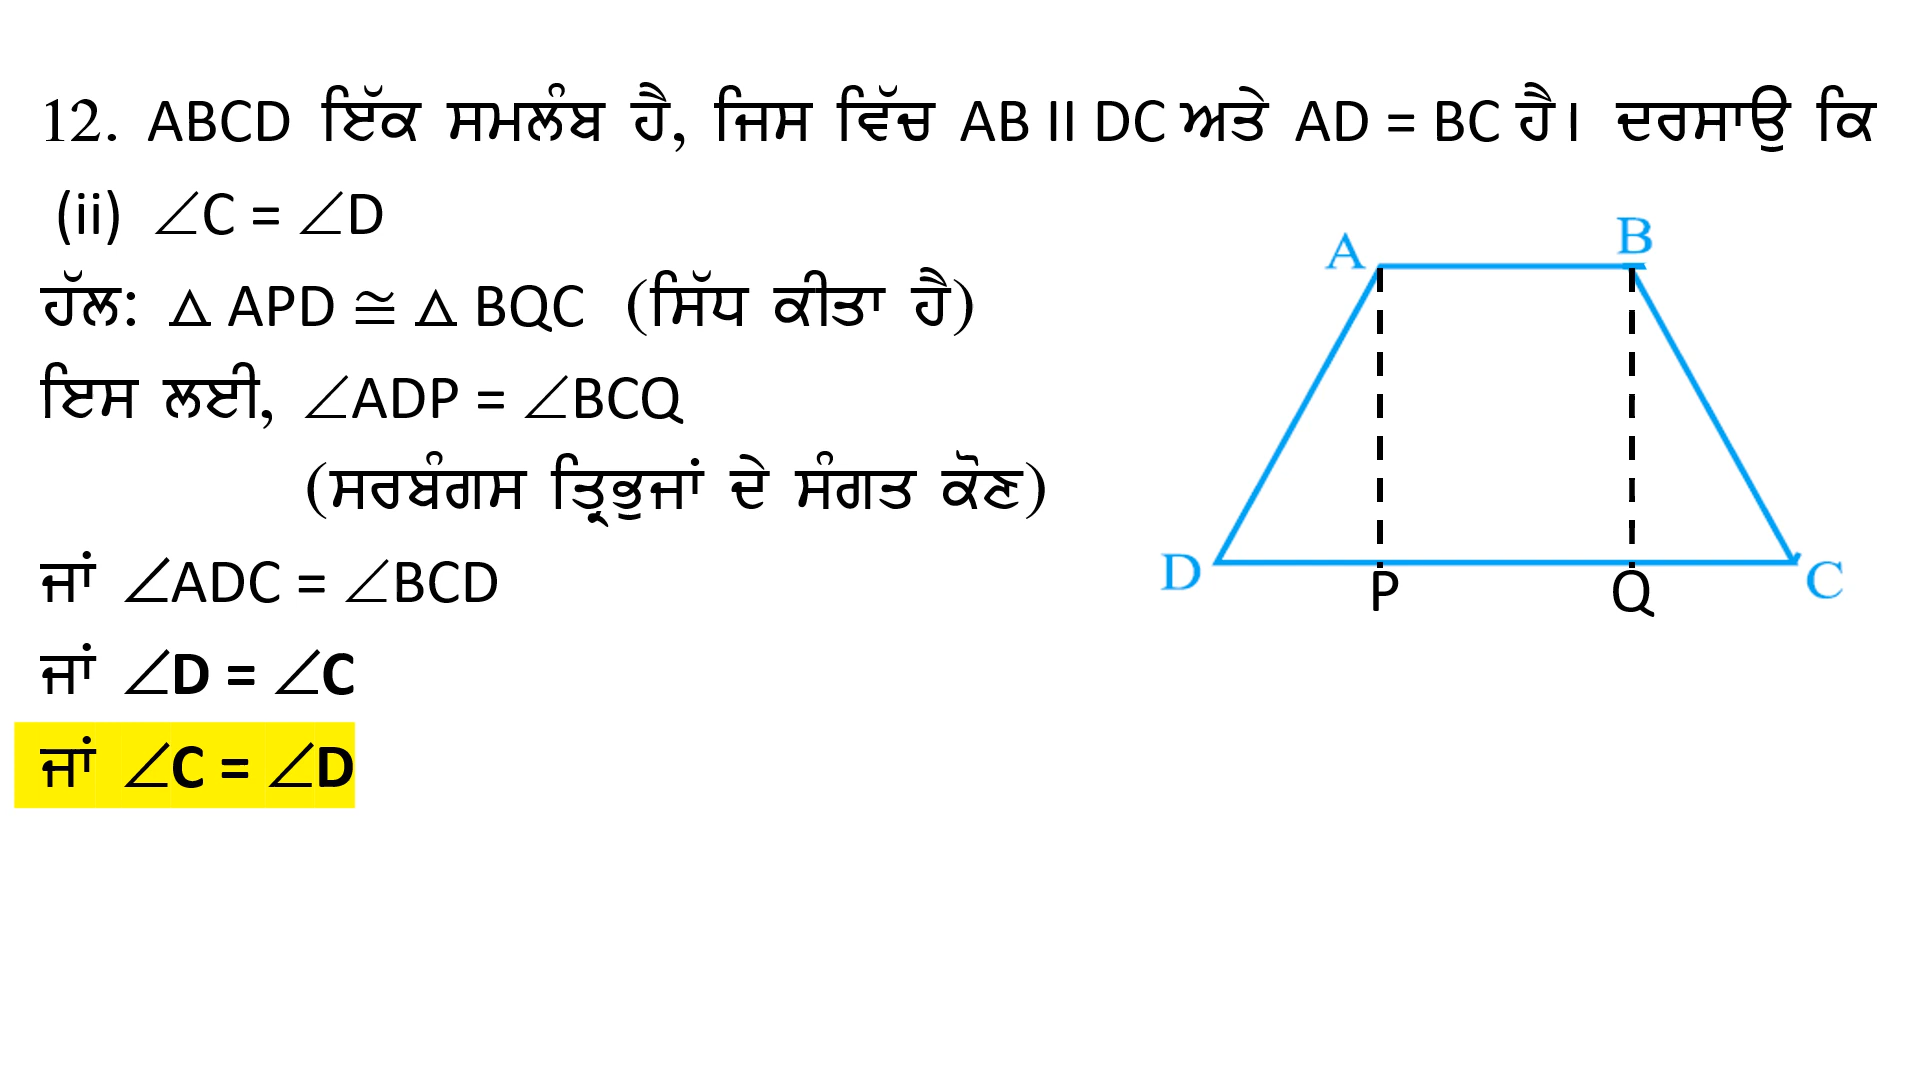 12. ABCD ਇੱਕ ਸਮਲੰਬ ਹੈ, ਜਿਸ ਵਿੱਚ AB II DC ਅਤੇ AD = BC ਹੈ। ਦਰਸਾਉ ਕਿ
(ii) ∠C = ∠D
ਹੱਲ: △ APD ≅ △ BQC (ਸਿੱਧ ਕੀਤਾ ਹੈ)
ਇਸ ਲਈ, ∠ADP = ∠BCQ
(ਸਰਬੰਗਸ ਤ੍ਰਿਭੁਜਾਂ ਦੇ ਸੰਗਤ ਕੋਣ)
ਜਾਂ ∠ADC = ∠BCD
ਜਾਂ ∠D = ∠C
ਜਾਂ ∠C = ∠D
A B
D P Q C